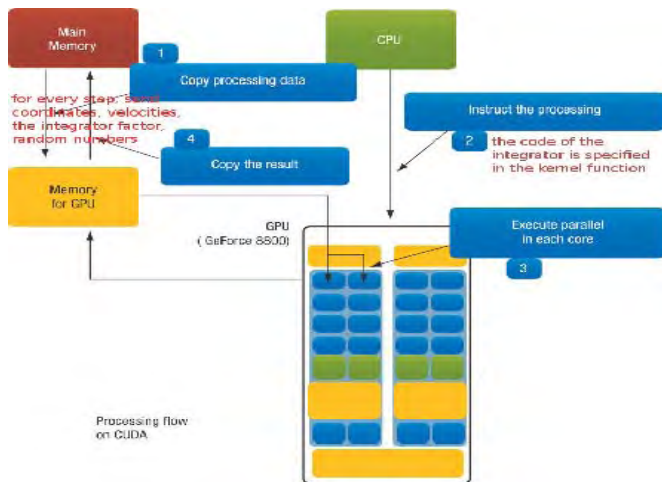 Main
Memory
CPU
1
Copy processing data
for every step: send
coordinates, velocities,
the integrator factor,
random numbers
4
Copy the result
Instruct the processing
2
the code of the
integrator is specified
in the kernel function
Memory
for GPU
GPU
( GeForce 8800)
Execute parallel
in each core
3
Processing flow
on CUDA